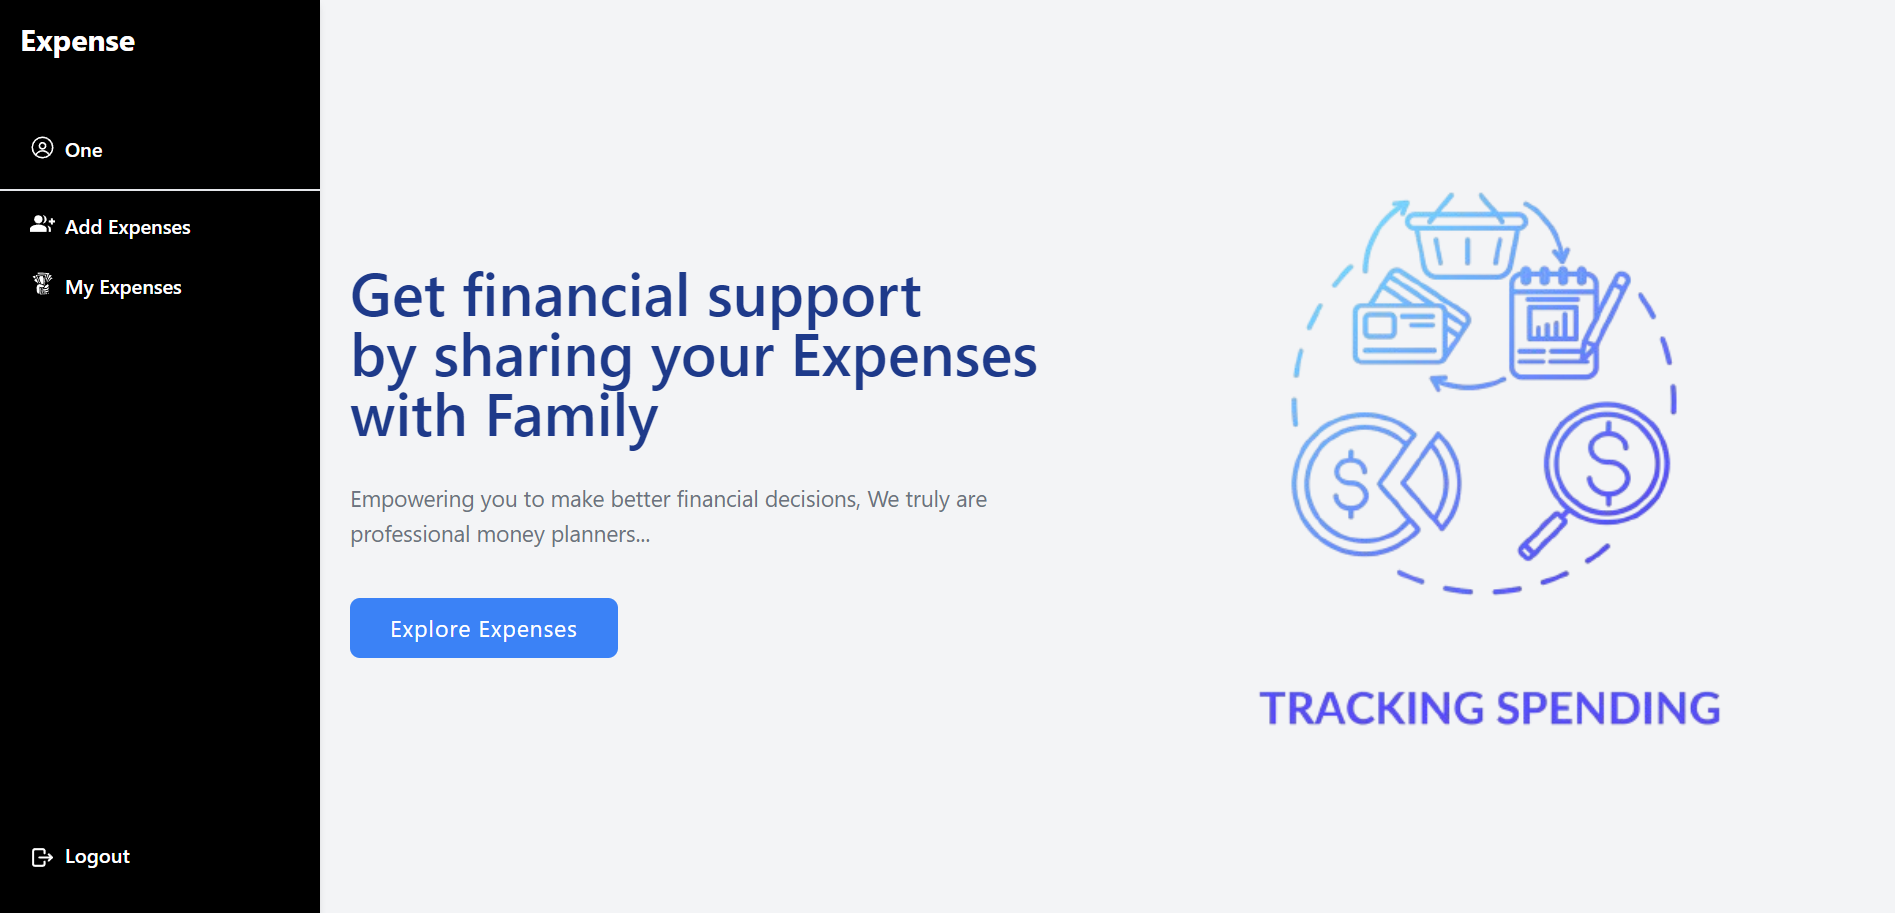 Expense
One
Add Expenses
My Expenses
Logout
Get financial support
by sharing your Expenses
with Family
Empowering you to make better financial decisions, We truly are
professional money planners...
Explore Expenses
$
$
TRACKING SPENDING